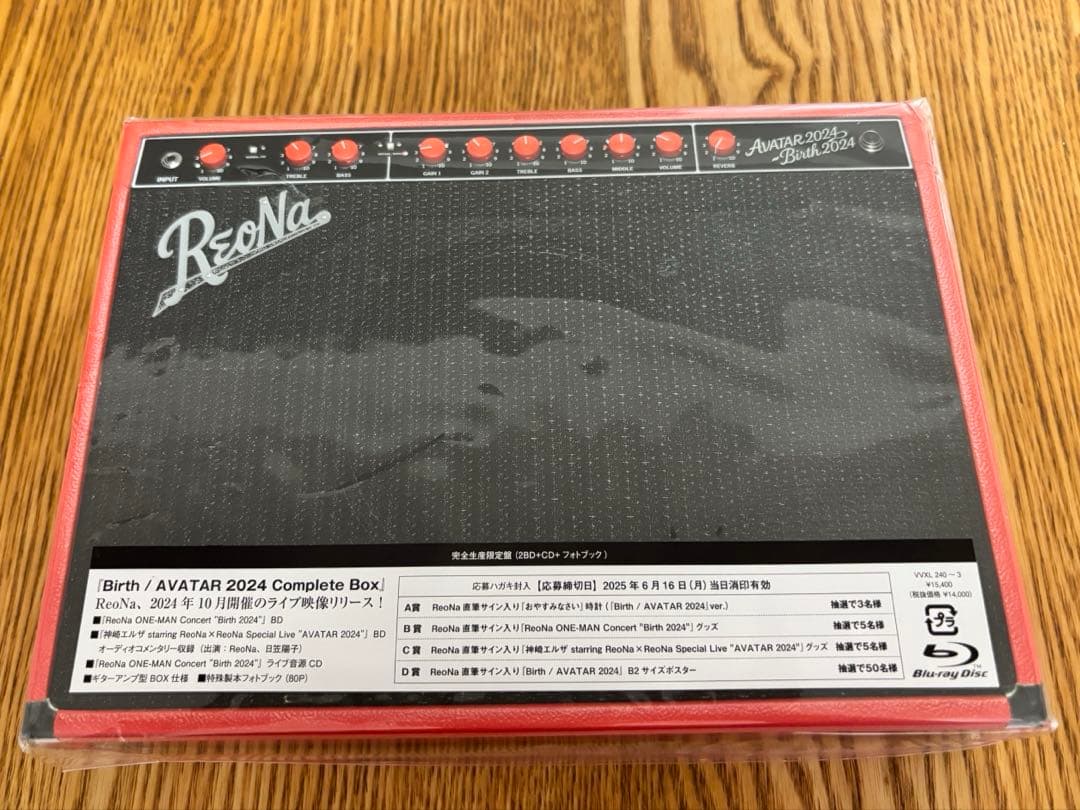 INPUT
VOLUME
TREBLE
BASS
GAIN 1
GAIN 2
TREBLE
BASS
MIDDLE
VOLUME
REVERB
AVATAR 2024
Birth 2024
ReoNa
完全生産限定盤(2BD+CD+フォトブック)
『Birth / AVATAR 2024 Complete Box』
ReoNa、2024年10月開催のライブ映像リリース！
■「ReoNa ONE-MAN Concert "Birth 2024"」BD
■「神崎エルザ starring ReoNa×ReoNa Special Live "AVATAR 2024"」BD
オーディオコメンタリー収録(出演:ReoNa、日笠陽子)
■「ReoNa ONE-MAN Concert "Birth 2024"」ライブ音源CD
■ギターアンプ型BOX仕様 ■特殊製本フォトブック(80P)
応募ハガキ封入【応募締切日】2025年6月16日(月)当日消印有効
A賞 ReoNa直筆サイン入り「おやすみなさい」時計(「Birth / AVATAR 2024」ver.) 抽選で3名様
B賞 ReoNa直筆サイン入り「ReoNa ONE-MAN Concert "Birth 2024"」グッズ 抽選で5名様
C賞 ReoNa直筆サイン入り「神崎エルザ starring ReoNa×ReoNa Special Live "AVATAR 2024"」グッズ 抽選で5名様
D賞 ReoNa直筆サイン入り「Birth / AVATAR 2024」B2サイズポスター 抽選で50名様
VVXL 240～3
¥15,400
(税抜価格 ¥14,000)
プラ
Blu-ray Disc™